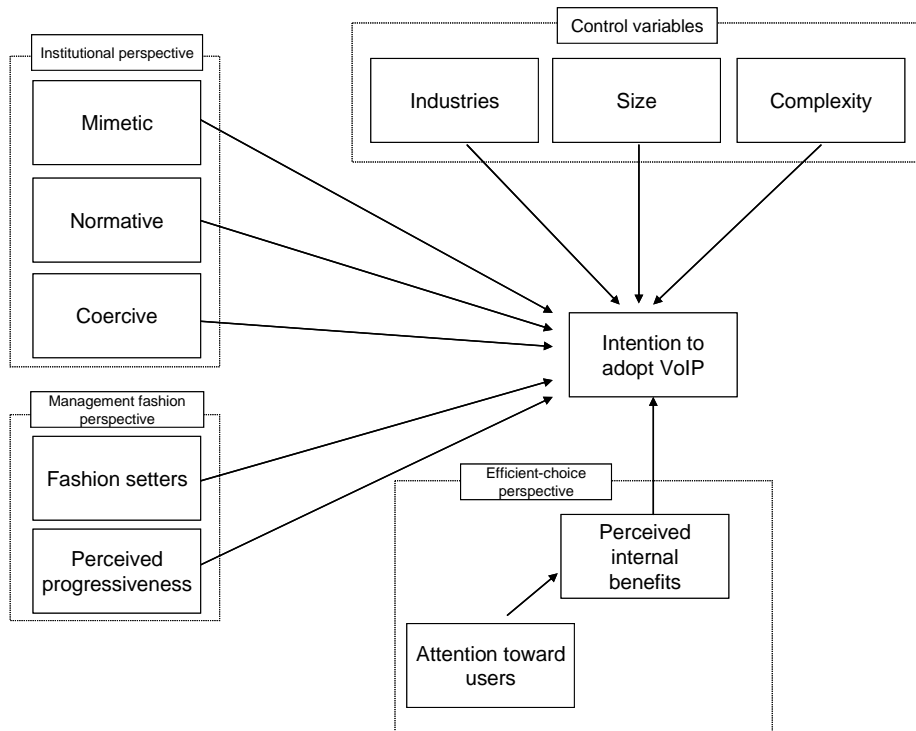 Control variables
Institutional perspective
Industries
Size
Complexity
Mimetic
Normative
Coercive
Intention to
adopt VoIP
Management fashion
perspective
Fashion setters
Perceived
progressiveness
Efficient-choice
perspective
Perceived
internal
benefits
Attention toward
users